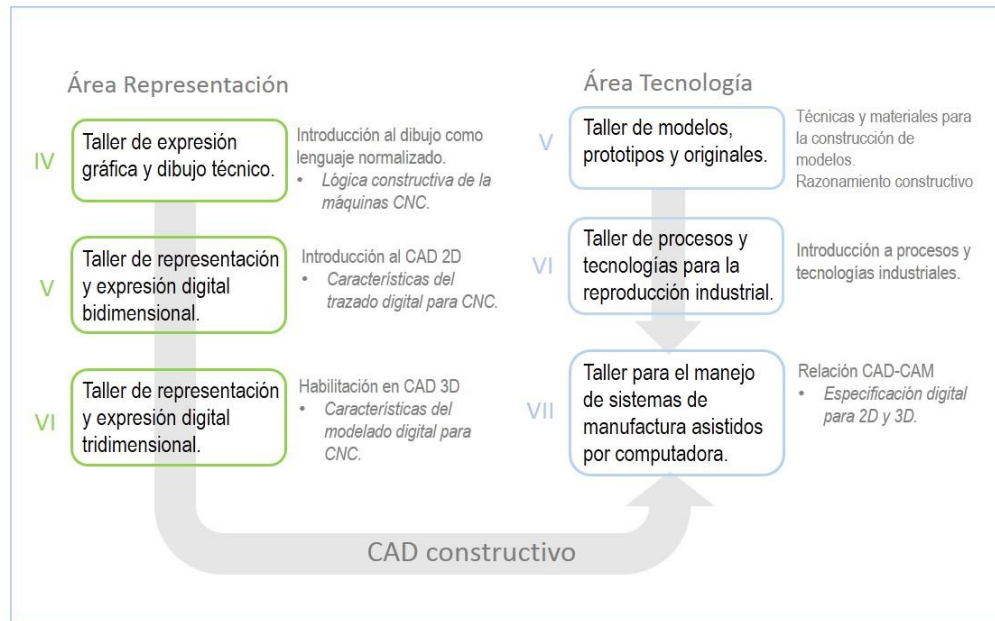 Área Representación
IV
Taller de expresión
gráfica y dibujo técnico.
Introducción al dibujo como
lenguaje normalizado.
• Lógica constructiva de la
máquinas CNC.
V
Taller de representación
y expresión digital
bidimensional.
Introducción al CAD 2D
• Características del
trazado digital para CNC.
VI
Taller de representación
y expresión digital
tridimensional.
Habilitación en CAD 3D
• Características del
modelado digital para
CNC.
Área Tecnología
V
Taller de modelos,
prototipos y originales.
Técnicas y materiales para
la construcción de
modelos.
Razonamiento constructivo
VI
Taller de procesos y
tecnologías para la
reproducción industrial.
Introducción a procesos y
tecnologías industriales.
VII
Taller para el manejo
de sistemas de
manufactura asistidos
por computadora.
Relación CAD-CAM
• Especificación digital
para 2D y 3D.
CAD constructivo